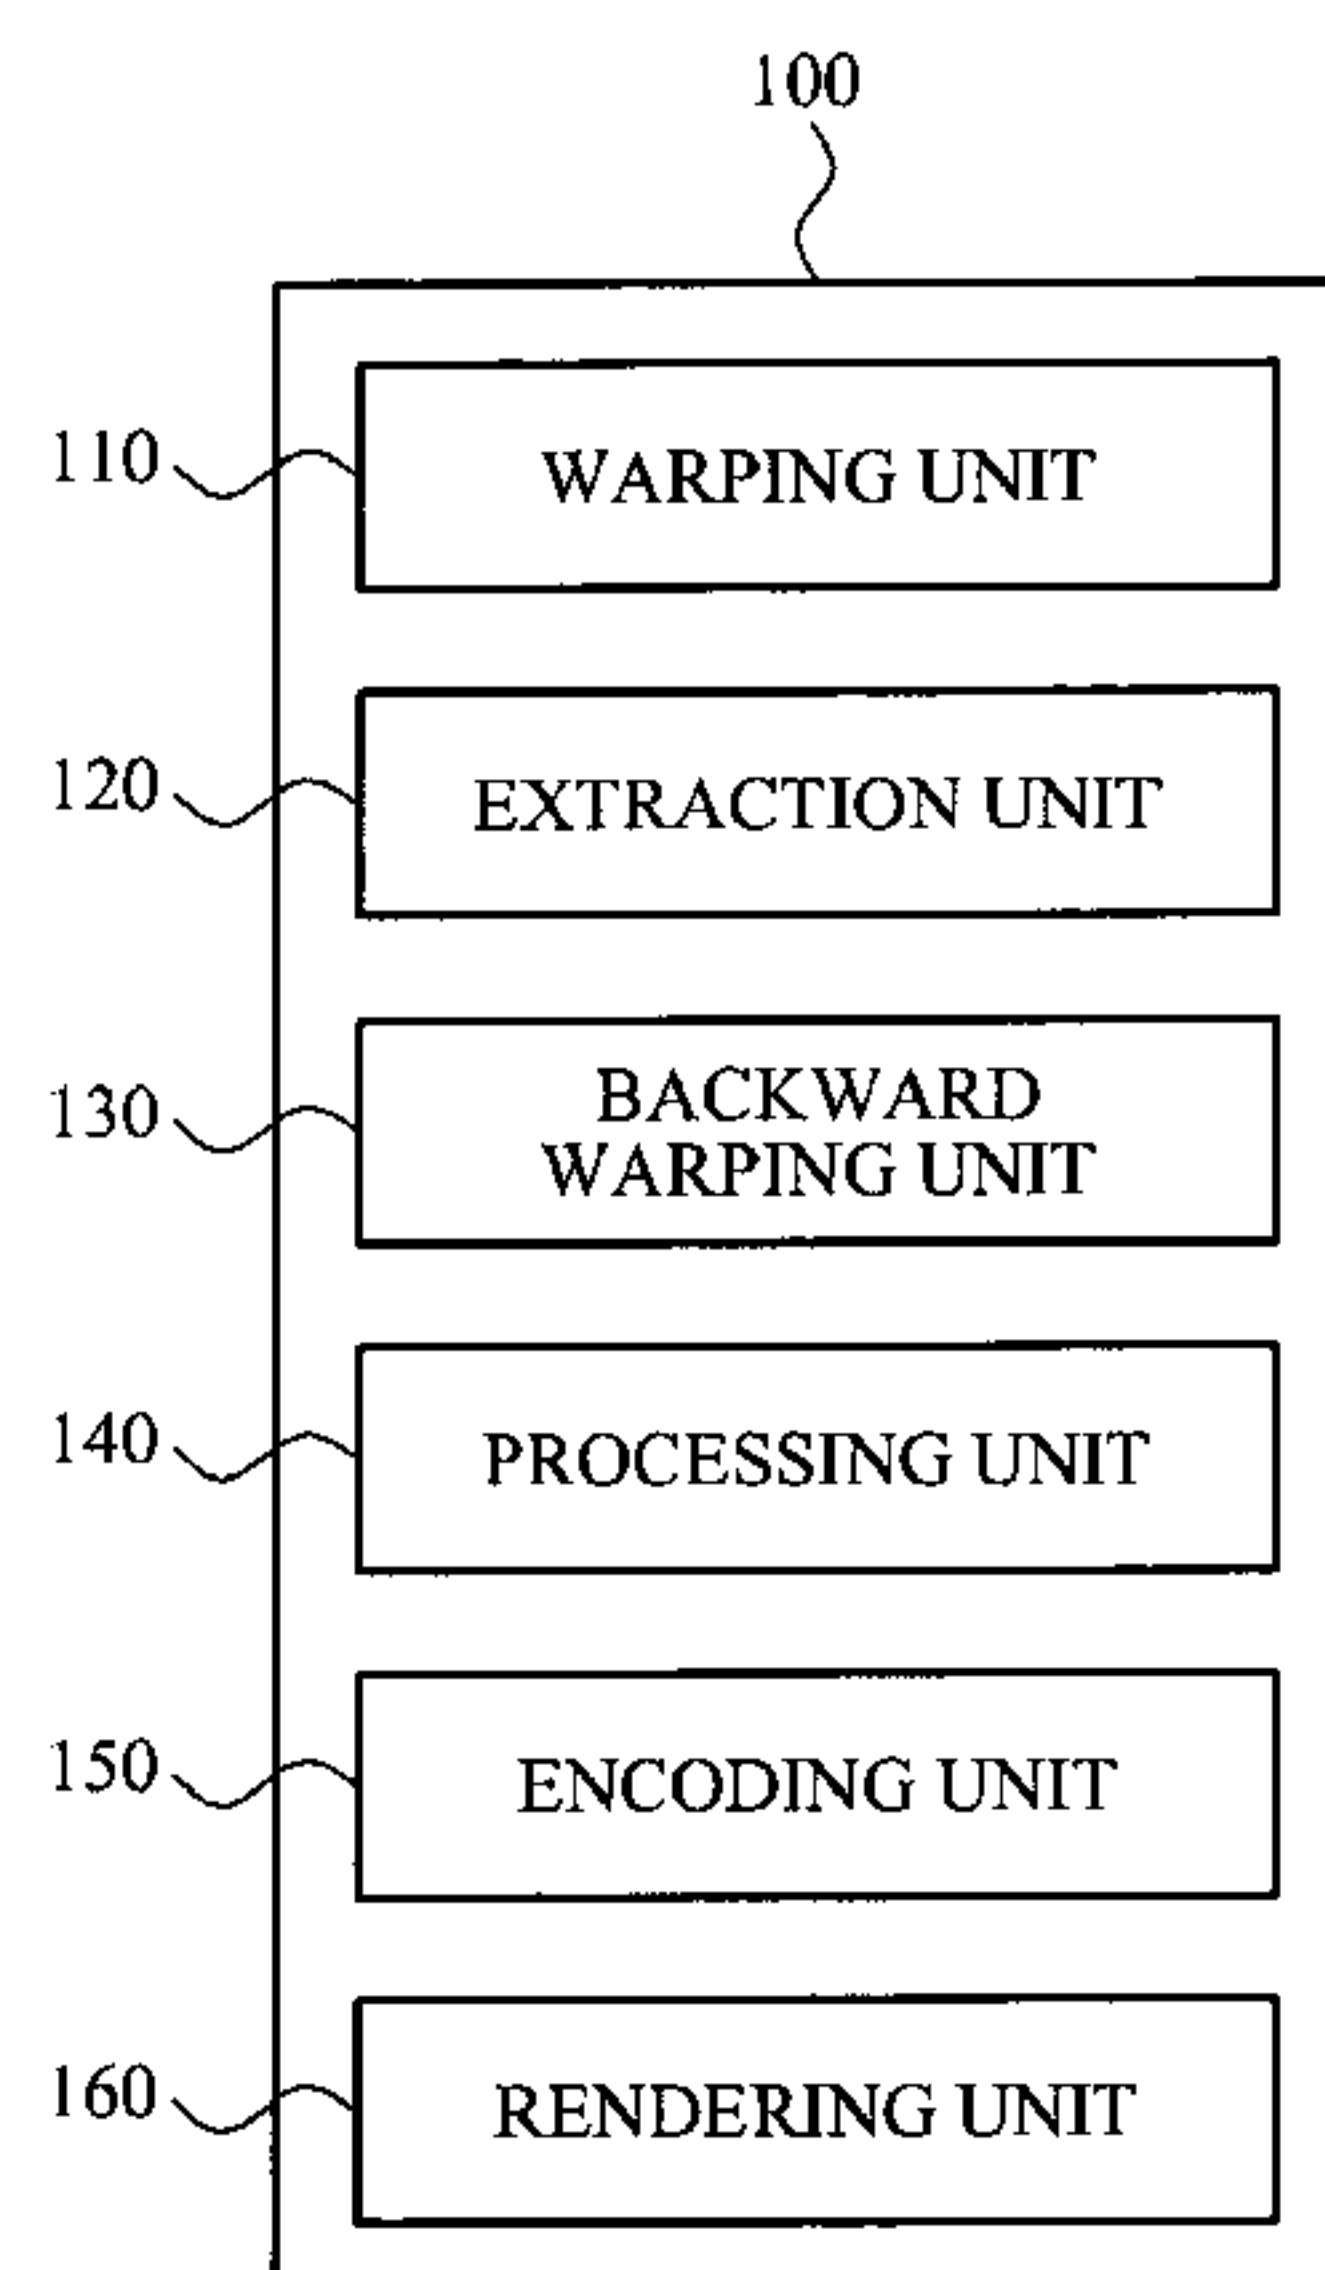 100
110
WARPING UNIT
120
EXTRACTION UNIT
130
BACKWARD
WARPING UNIT
140
PROCESSING UNIT
150
ENCODING UNIT
160
RENDERING UNIT